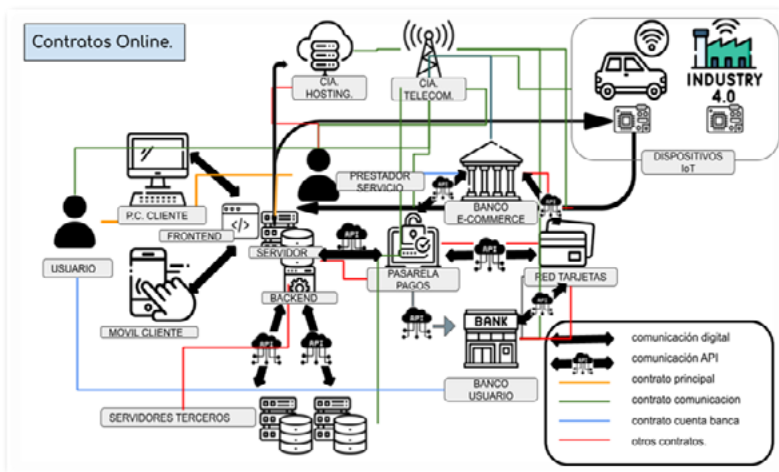 Contratos Online.
CIA.
HOSTING.
CIA.
TELECOM.
INDUSTRY
4.0
DISPOSITIVOS
IoT
PRESTADOR
SERVICIO
BANCO
E-COMMERCE
API
API
P.C. CLIENTE
FRONTEND
</>
SERVIDOR
API
PASARELA
PAGOS
API
RED TARJETAS
USUARIO
BACKEND
MOVIL CLIENTE
API
API
API
API
BANK
BANCO
USUARIO
SERVIDORES TERCEROS
comunicación digital
API
comunicación API
contrato principal
contrato comunicacion
contrato cuenta banca
otros contratos.